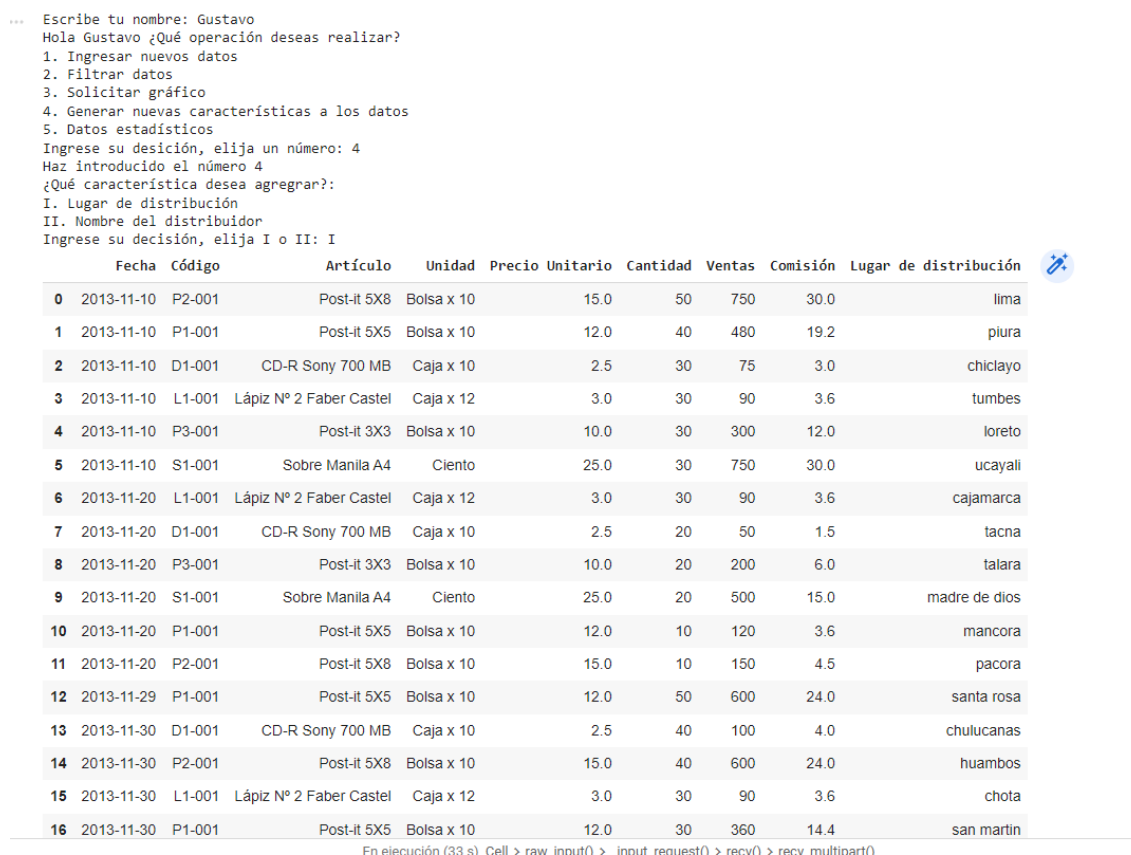 Escribe tu nombre: Gustavo
Hola Gustavo ¿Qué operación deseas realizar?
1. Ingresar nuevos datos
2. Filtrar datos
3. Solicitar gráfico
4. Generar nuevas características a los datos
5. Datos estadísticos
Ingrese su desición, elija un número: 4
Haz introducido el número 4
¿Qué característica desea agregrar?:
I. Lugar de distribución
II. Nombre del distribuidor
Ingrese su decisión, elija I o II: I
Fecha Código Artículo Unidad Precio Unitario Cantidad Ventas Comisión Lugar de distribución
0 2013-11-10 P2-001 Post-it 5X8 Bolsa x 10 15.0 50 750 30.0 lima
1 2013-11-10 P1-001 Post-it 5X5 Bolsa x 10 12.0 40 480 19.2 piura
2 2013-11-10 D1-001 CD-R Sony 700 MB Caja x 10 2.5 30 75 3.0 chiclayo
3 2013-11-10 L1-001 Lápiz Nº 2 Faber Castel Caja x 12 3.0 30 90 3.6 tumbes
4 2013-11-10 P3-001 Post-it 3X3 Bolsa x 10 10.0 30 300 12.0 loreto
5 2013-11-10 S1-001 Sobre Manila A4 Ciento 25.0 30 750 30.0 ucayali
6 2013-11-20 L1-001 Lápiz Nº 2 Faber Castel Caja x 12 3.0 30 90 3.6 cajamarca
7 2013-11-20 D1-001 CD-R Sony 700 MB Caja x 10 2.5 20 50 1.5 tacna
8 2013-11-20 P3-001 Post-it 3X3 Bolsa x 10 10.0 20 200 6.0 talara
9 2013-11-20 S1-001 Sobre Manila A4 Ciento 25.0 20 500 15.0 madre de dios
10 2013-11-20 P1-001 Post-it 5X5 Bolsa x 10 12.0 10 120 3.6 mancora
11 2013-11-20 P2-001 Post-it 5X8 Bolsa x 10 15.0 10 150 4.5 pacora
12 2013-11-29 P1-001 Post-it 5X5 Bolsa x 10 12.0 50 600 24.0 santa rosa
13 2013-11-30 D1-001 CD-R Sony 700 MB Caja x 10 2.5 40 100 4.0 chulucanas
14 2013-11-30 P2-001 Post-it 5X8 Bolsa x 10 15.0 40 600 24.0 huambos
15 2013-11-30 L1-001 Lápiz Nº 2 Faber Castel Caja x 12 3.0 30 90 3.6 chota
16 2013-11-30 P1-001 Post-it 5X5 Bolsa x 10 12.0 30 360 14.4 san martin
En ejecución (33 s) Cell > raw_input() > _input_request() > recv() > recv_multipart()